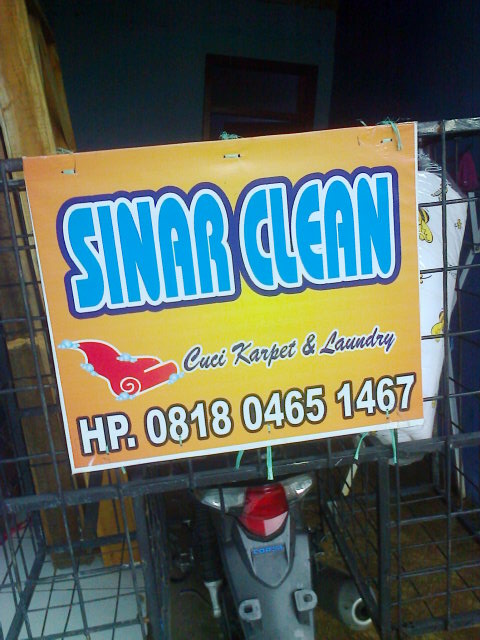 SINAR CLEAN
Cuci Karpet & Laundry
HP. 0818 0465 1467